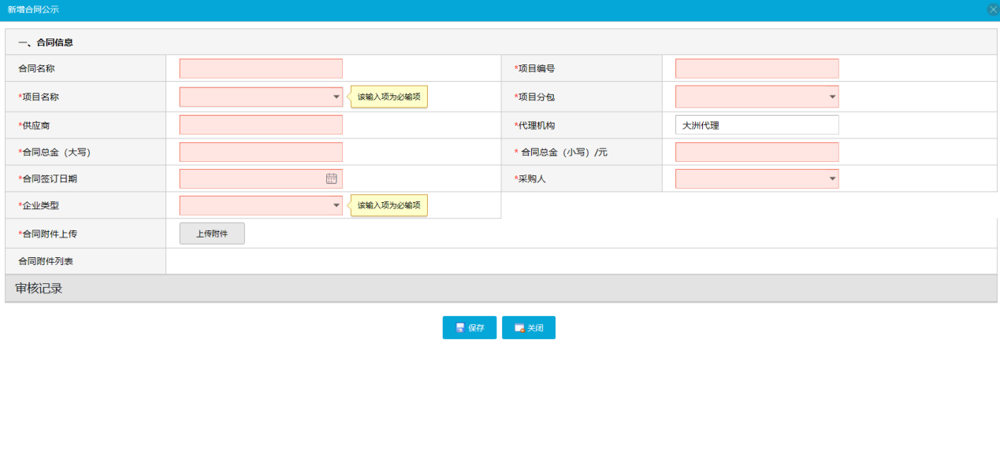 新增合同公示
一、合同信息
合同名称
*项目编号
*项目名称
该输入项为必输项
*项目分包
*供应商
*代理机构
大洲代理
*合同总金（大写）
* 合同总金（小写）/元
*合同签订日期
*采购人
*企业类型
该输入项为必输项
*合同附件上传
上传附件
合同附件列表
审核记录
保存
关闭